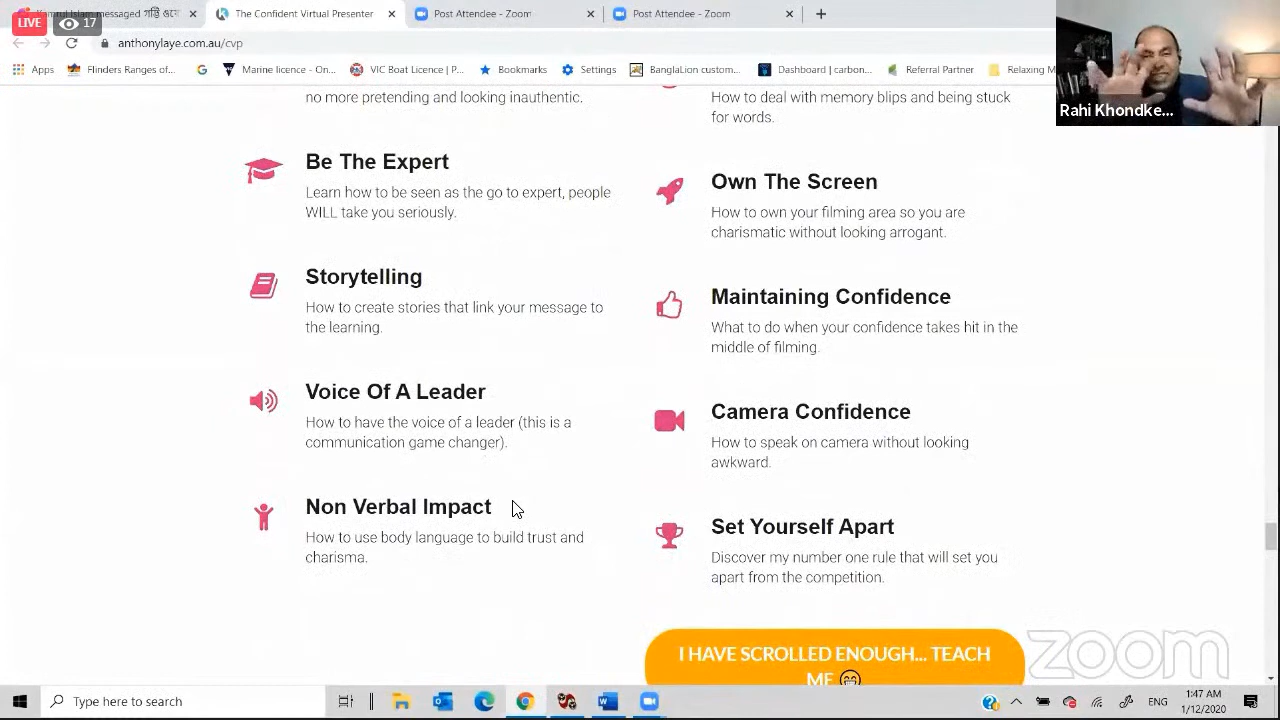 messaged
The Confident Virtual Presenter
Zoom
Post Attendee - Zoom
LIVE
17
anthonylaye.com.au/cvp
Apps
Flinders Ranges of...
Marine licence - On...
VIP Boat Licence | P...
Bookmarks
Settings
BanglaLion custom...
Dashboard | carbon...
Referral Partner
Relaxing M
Rahi Khondke...
no more pretending and looking inauthentic.
How to deal with memory blips and being stuck
for words.
Be The Expert
Learn how to be seen as the go to expert, people
WILL take you seriously.
Own The Screen
How to own your filming area so you are
charismatic without looking arrogant.
Storytelling
How to create stories that link your message to
the learning.
Maintaining Confidence
What to do when your confidence takes hit in the
middle of filming.
Voice Of A Leader
How to have the voice of a leader (this is a
communication game changer).
Camera Confidence
How to speak on camera without looking
awkward.
Non Verbal Impact
How to use body language to build trust and
charisma.
Set Yourself Apart
Discover my number one rule that will set you
apart from the competition.
I HAVE SCROLLED ENOUGH... TEACH
ME 😁
zoom
Type here to search
ENG
1:47 AM
1/12/2020